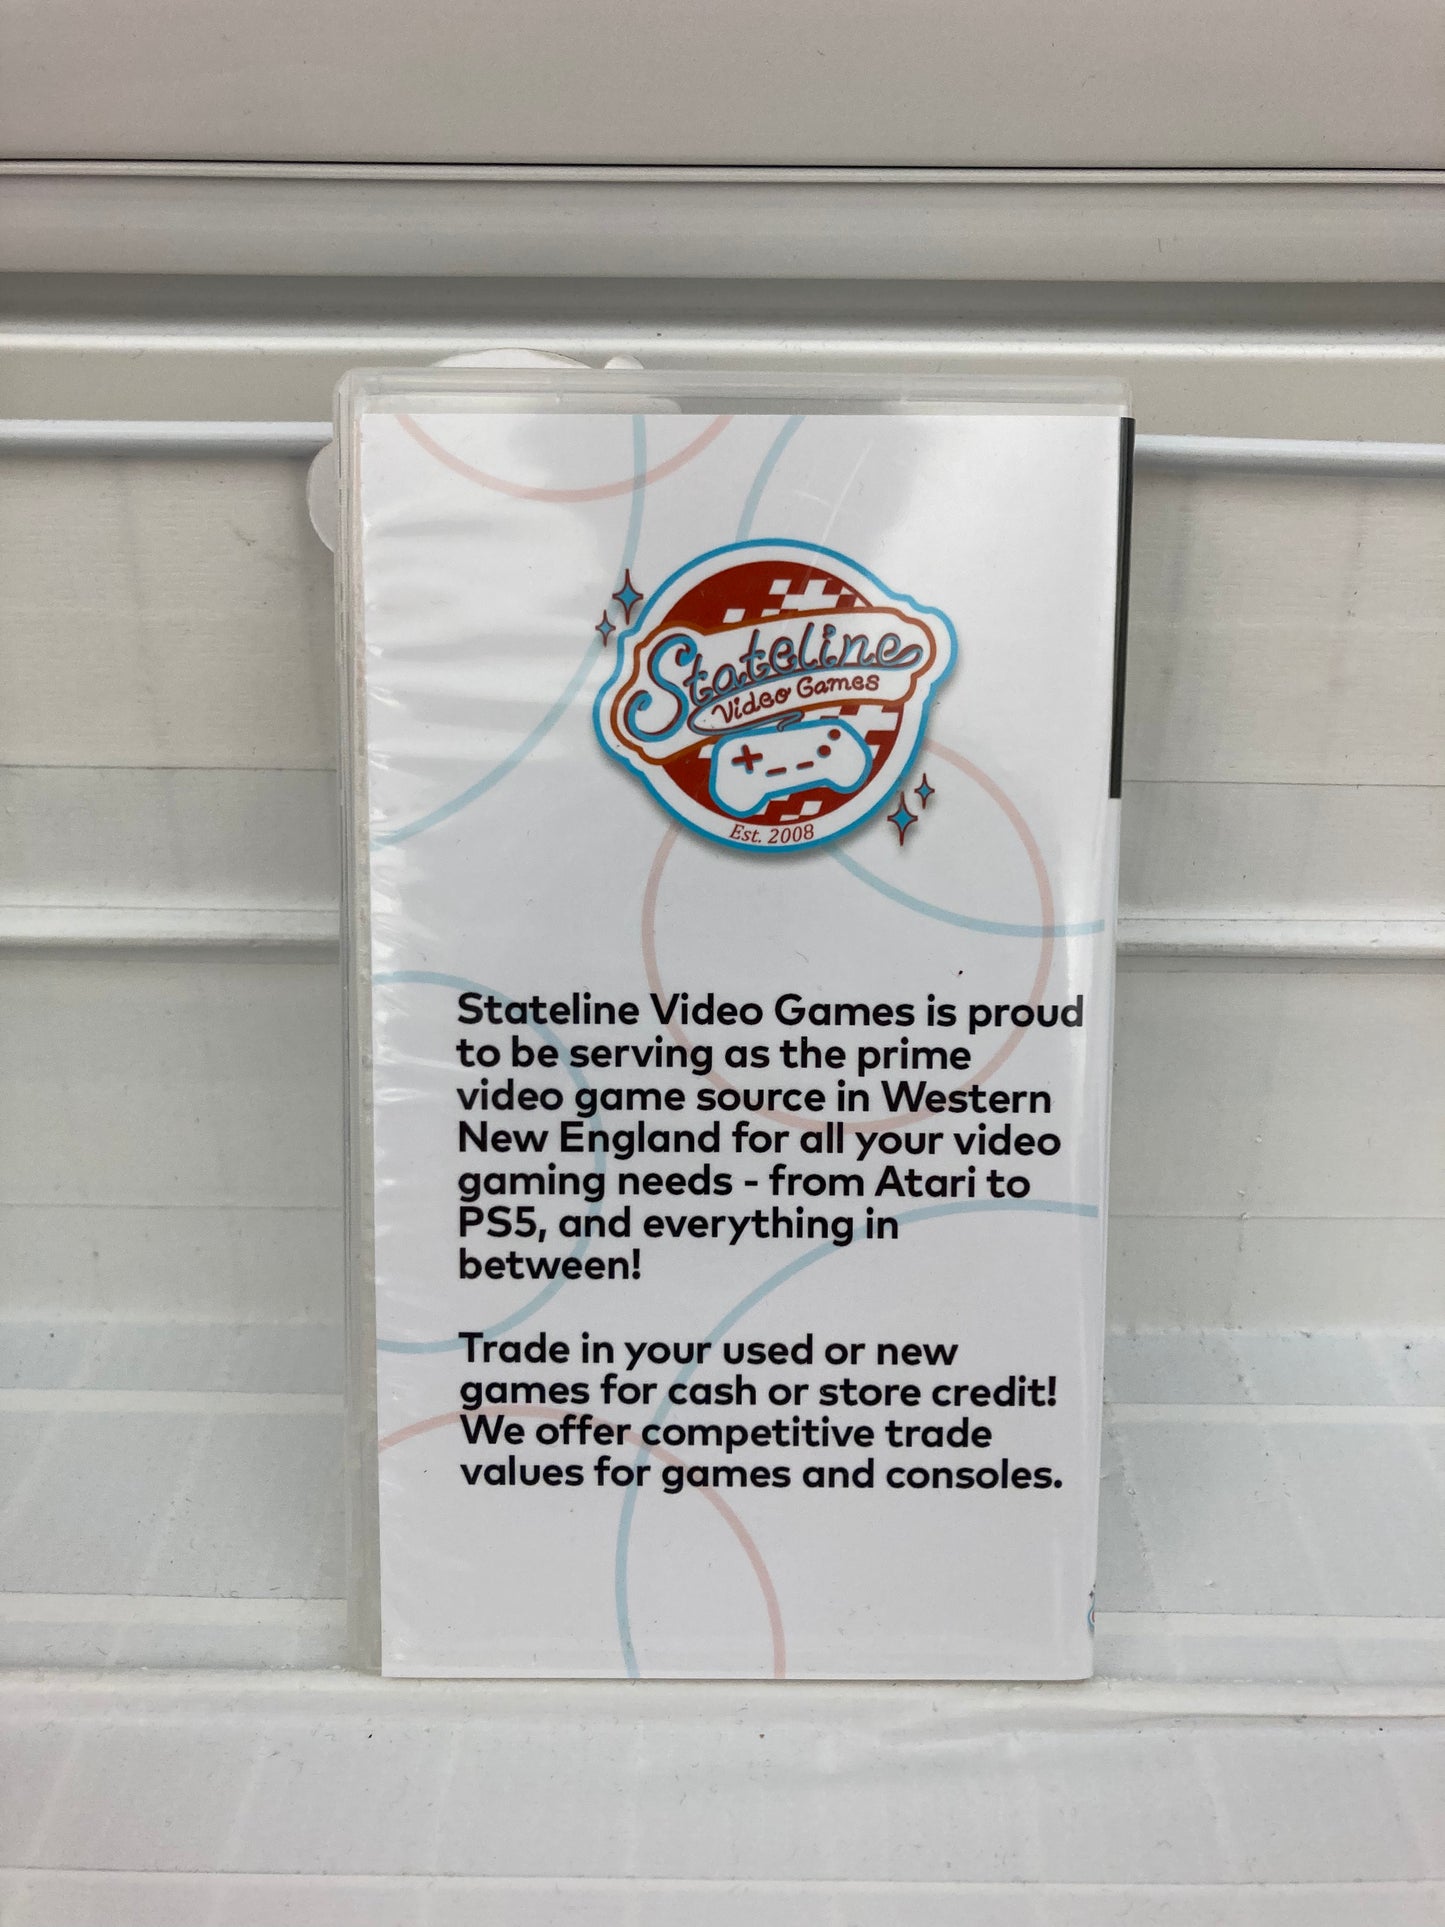 Stateline
Video Games
Est. 2008
Stateline Video Games is proud
to be serving as the prime
video game source in Western
New England for all your video
gaming needs - from Atari to
PS5, and everything in
between!
Trade in your used or new
games for cash or store credit!
We offer competitive trade
values for games and consoles.